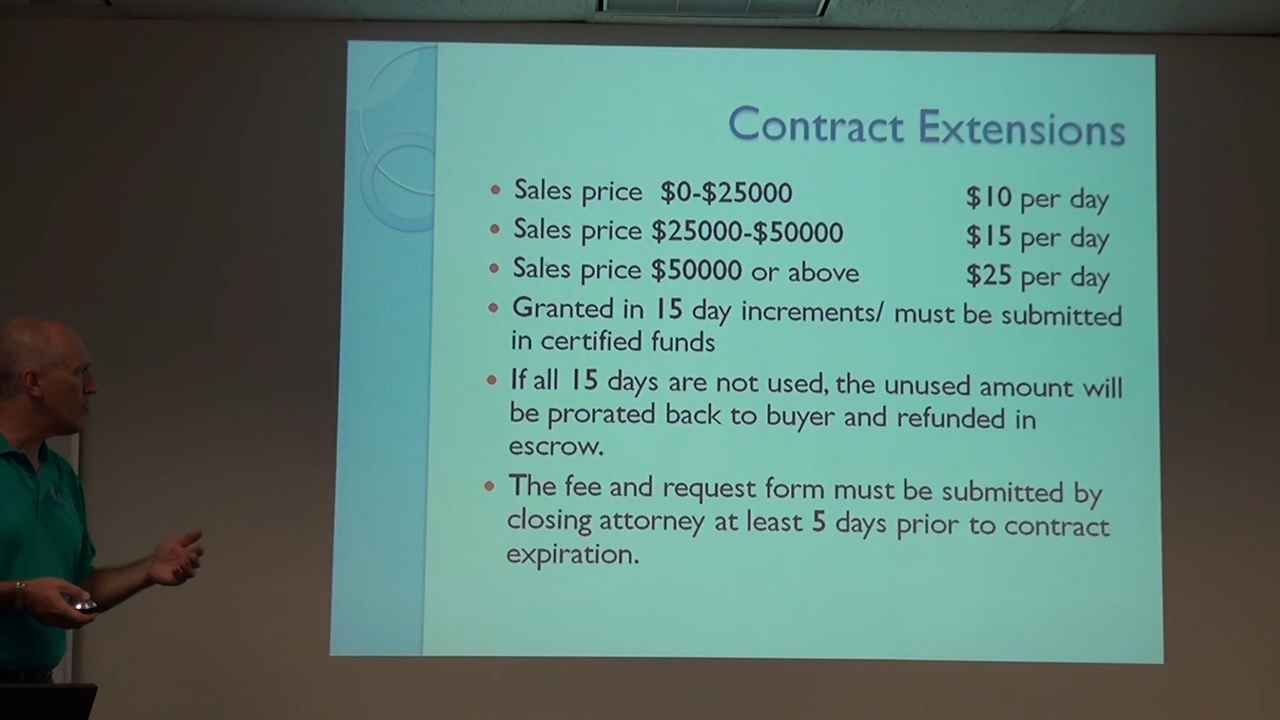 Contract Extensions
• Sales price $0-$25000 $10 per day
• Sales price $25000-$50000 $15 per day
• Sales price $50000 or above $25 per day
• Granted in 15 day increments/ must be submitted
in certified funds
• If all 15 days are not used, the unused amount will
be prorated back to buyer and refunded in
escrow.
• The fee and request form must be submitted by
closing attorney at least 5 days prior to contract
expiration.